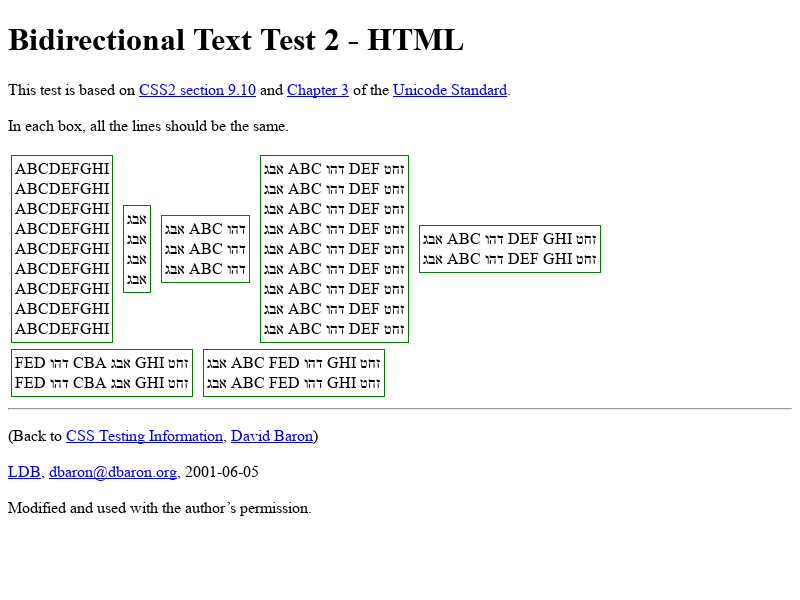 Bidirectional Text Test 2 - HTML
This test is based on CSS2 section 9.10 and Chapter 3 of the Unicode Standard.
In each box, all the lines should be the same.
ABCDEFGHI
ABCDEFGHI
ABCDEFGHI
ABCDEFGHI
ABCDEFGHI
ABCDEFGHI
ABCDEFGHI
ABCDEFGHI
ABCDEFGHI
אבג
אבג
אבג
אבג
אבג ABC דהו
אבג ABC דהו
אבג ABC דהו
אבג ABC דהו DEF זחט
אבג ABC דהו DEF זחט
אבג ABC דהו DEF זחט
אבג ABC דהו DEF זחט
אבג ABC דהו DEF זחט
אבג ABC דהו DEF זחט
אבג ABC דהו DEF זחט
אבג ABC דהו DEF זחט
אבג ABC דהו DEF זחט
אבג ABC דהו DEF GHI זחט
אבג ABC דהו DEF GHI זחט
FED דהו CBA אבג GHI זחט
FED דהו CBA אבג GHI זחט
אבג ABC FED דהו GHI זחט
אבג ABC FED דהו GHI זחט
(Back to CSS Testing Information, David Baron)
LDB, dbaron@dbaron.org, 2001-06-05
Modified and used with the author’s permission.